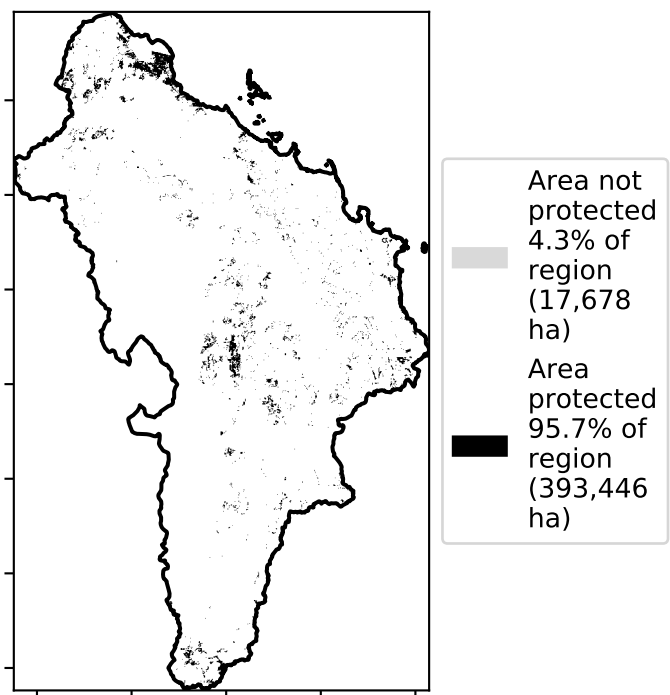 Area not
protected
4.3% of
region
(17,678
ha)
Area
protected
95.7% of
region
(393,446
ha)